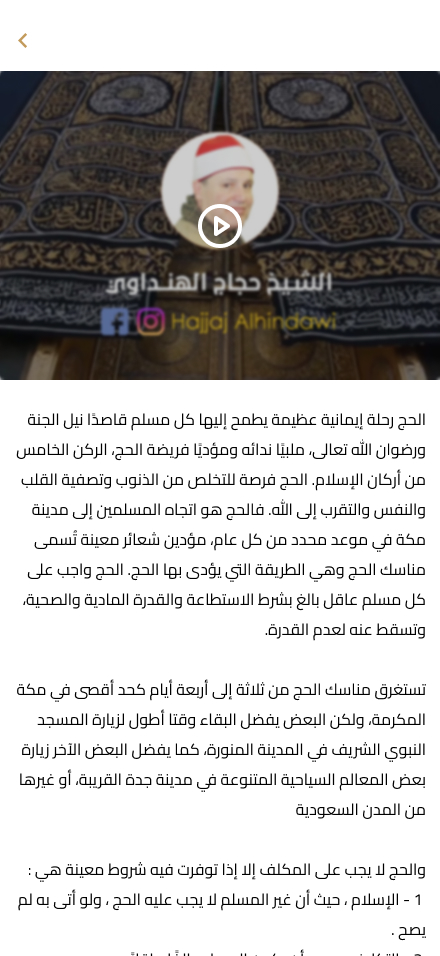 الشيخ حجاج الهنداوي
Hajjaj Alhindawi
الحج رحلة إيمانية عظيمة يطمح إليها كل مسلم قاصدًا نيل الجنة
ورضوان الله تعالى، ملبيًا ندائه ومؤديًا فريضة الحج، الركن الخامس
من أركان الإسلام. الحج فرصة للتخلص من الذنوب وتصفية القلب
والنفس والتقرب إلى الله. فالحج هو اتجاه المسلمين إلى مدينة
مكة في موعد محدد من كل عام، مؤدين شعائر معينة تُسمى
مناسك الحج وهي الطريقة التي يؤدى بها الحج. الحج واجب على
كل مسلم عاقل بالغ بشرط الاستطاعة والقدرة المادية والصحية،
وتسقط عنه لعدم القدرة.
تستغرق مناسك الحج من ثلاثة إلى أربعة أيام كحد أقصى في مكة
المكرمة، ولكن البعض يفضل البقاء وقتا أطول لزيارة المسجد
النبوي الشريف في المدينة المنورة، كما يفضل البعض الآخر زيارة
بعض المعالم السياحية المتنوعة في مدينة جدة القريبة، أو غيرها
من المدن السعودية
والحج لا يجب على المكلف إلا إذا توفرت فيه شروط معينة هي :
1 - الإسلام ، حيث أن غير المسلم لا يجب عليه الحج ، ولو أتى به لم
يصح .